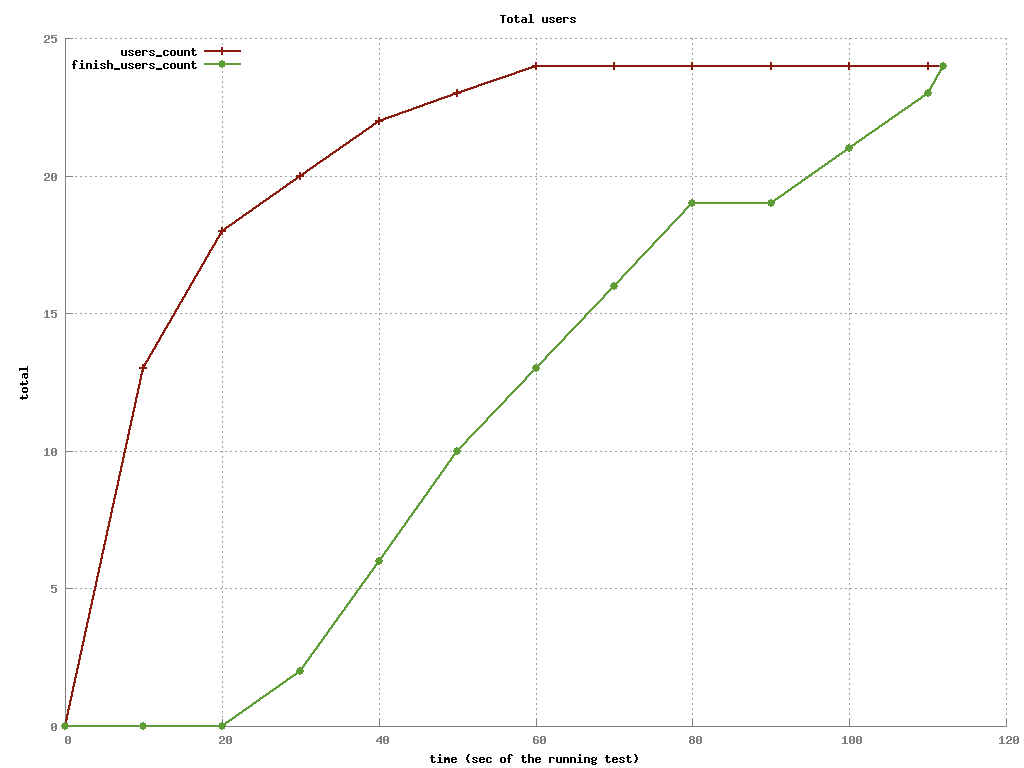 Total users
users_count
finish_users_count
25
20
15
10
5
0
total
0 20 40 60 80 100 120
time (sec of the running test)